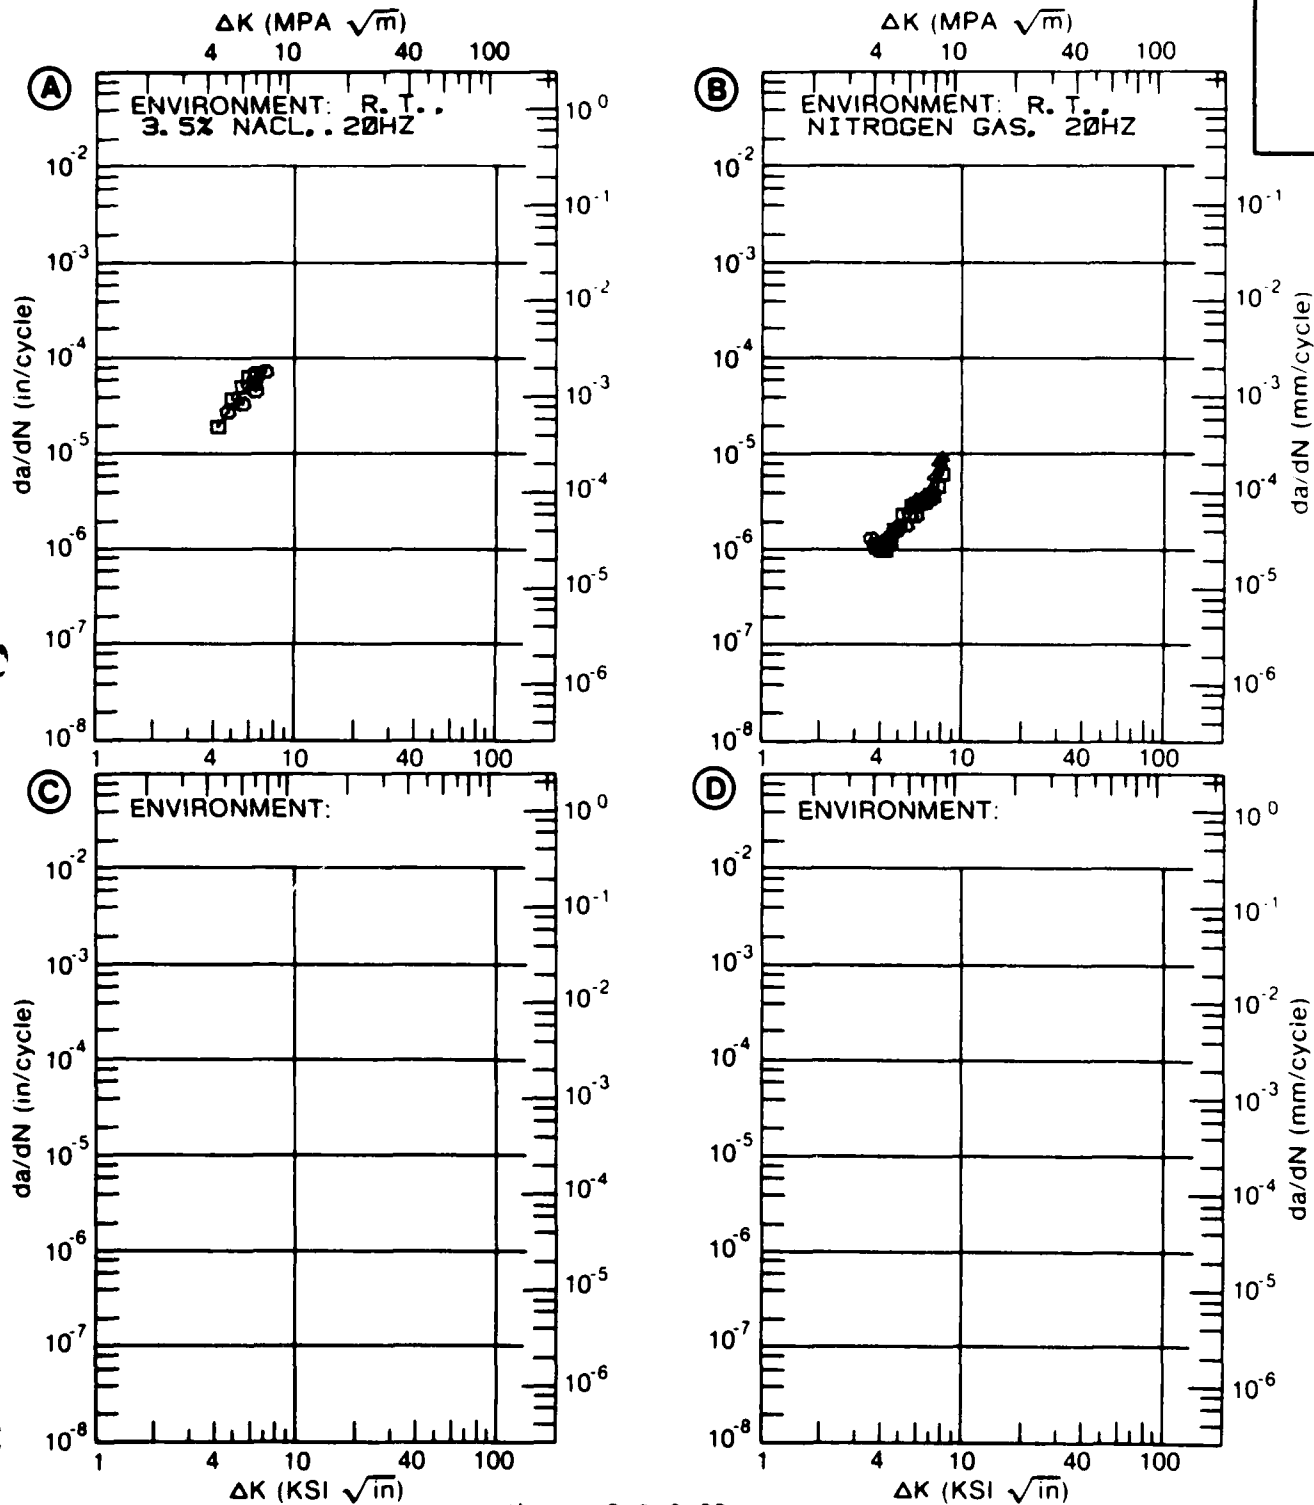 ΔK (MPA √m)
4 10 40 100
A
ENVIRONMENT: R. T..
3. 5% NACL.. 20HZ
10^0
10^-2
10^-1
10^-3
10^-2
10^-4
10^-3
10^-5
10^-4
10^-6
10^-5
10^-7
10^-6
10^-8
1 4 10 40 100
da/dN (in/cycle)
ΔK (MPA √m)
4 10 40 100
B
ENVIRONMENT: R. T..
NITROGEN GAS. 20HZ
10^-2
10^-1
10^-3
10^-2
10^-4
10^-3
10^-5
10^-4
10^-6
10^-5
10^-7
10^-6
10^-8
1 4 10 40 100
da/dN (mm/cycle)
C
ENVIRONMENT:
10^0
10^-2
10^-1
10^-3
10^-2
10^-4
10^-3
10^-5
10^-4
10^-6
10^-5
10^-7
10^-6
10^-8
1 4 10 40 100
da/dN (in/cycle)
ΔK (KSI √in)
D
ENVIRONMENT:
10^0
10^-2
10^-1
10^-3
10^-2
10^-4
10^-3
10^-5
10^-4
10^-6
10^-5
10^-7
10^-6
10^-8
1 4 10 40 100
da/dN (mm/cycle)
ΔK (KSI √in)